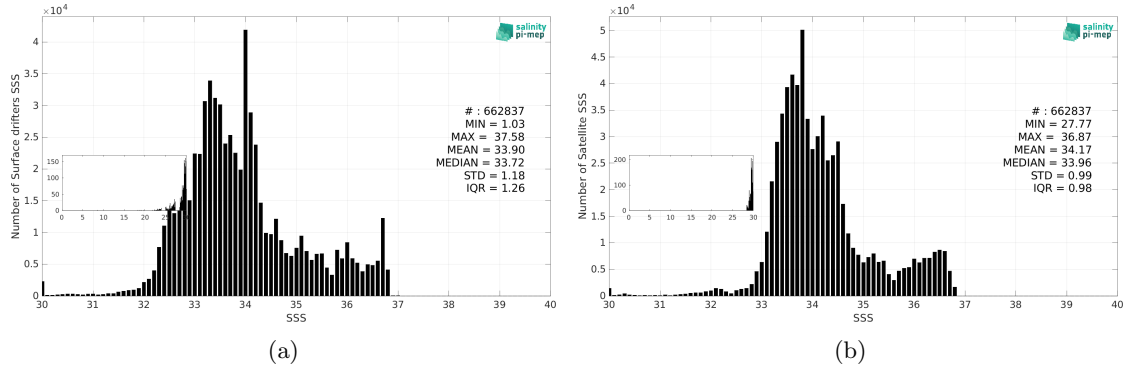 ×10⁴
salinity
pi-mep
Number of Surface drifters SSS
4
3.5
3
2.5
2
1.5
1
0.5
0
# : 662837
MIN = 1.03
MAX = 37.58
MEAN = 33.90
MEDIAN = 33.72
STD = 1.18
IQR = 1.26
150
100
50
0
0 5 10 15 20 25
30 31 32 33 34 35 36 37 38 39 40
SSS
(a)
×10⁴
salinity
pi-mep
Number of Satellite SSS
5
4.5
4
3.5
3
2.5
2
1.5
1
0.5
0
# : 662837
MIN = 27.77
MAX = 36.87
MEAN = 34.17
MEDIAN = 33.96
STD = 0.99
IQR = 0.98
200
100
0
0 5 10 15 20 25 30
30 31 32 33 34 35 36 37 38 39 40
SSS
(b)